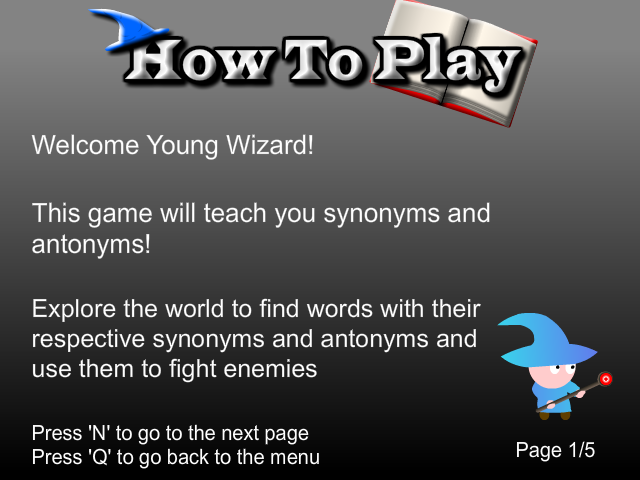 How To Play
Welcome Young Wizard!
This game will teach you synonyms and
antonyms!
Explore the world to find words with their
respective synonyms and antonyms and
use them to fight enemies
Press 'N' to go to the next page
Press 'Q' to go back to the menu
Page 1/5